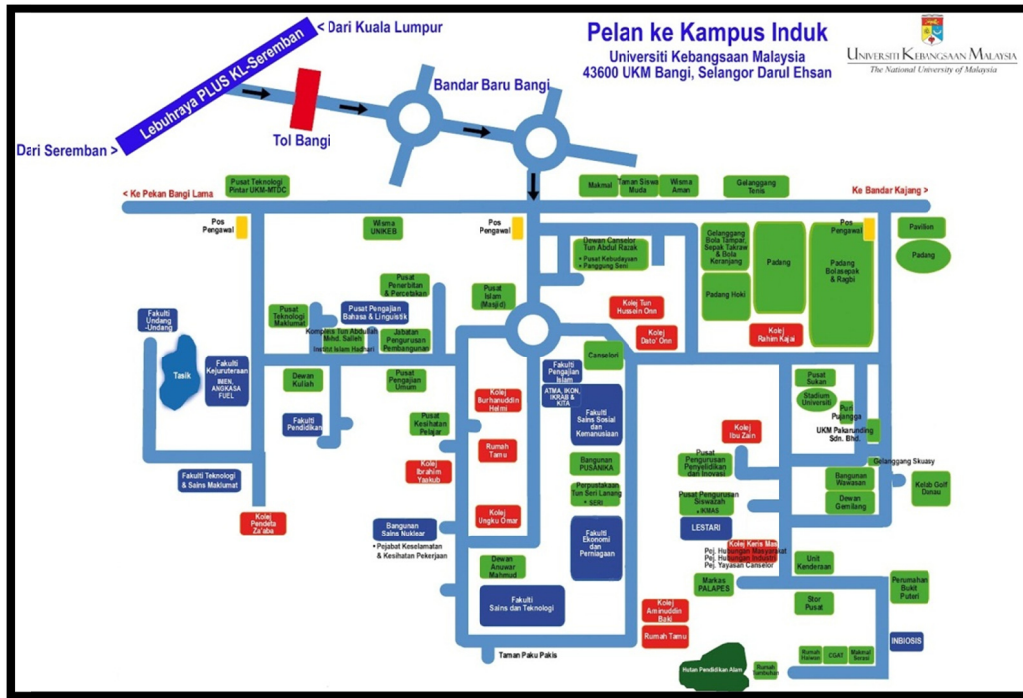 < Dari Kuala Lumpur
Pelan ke Kampus Induk
Universiti Kebangsaan Malaysia
43600 UKM Bangi, Selangor Darul Ehsan
UNIVERSITI KEBANGSAAN MALAYSIA
The National University of Malaysia
Lebuhraya PLUS KL-Seremban
Bandar Baru Bangi
Tol Bangi
Dari Seremban >
Pusat Teknologi
Pintar UKM-MTDC
Makmal
Taman Siswa
Muda
Wisma
Aman
Gelanggang
Tenis
< Ke Pekan Bangi Lama
Ke Bandar Kajang >
Pos
Pengawal
Wisma
UNIKEB
Pos
Pengawal
Dewan Canselor
Tun Abdul Razak
• Pusat Kebudayaan
• Panggung Seni
Gelanggang
Bola Tampar,
Sepak Takraw
& Bola
Keranjang
Padang
Padang
Bolasepak
& Ragbi
Pos
Pengawal
Pavilion
Padang
Pusat
Penerbitan
& Percetakan
Pusat
Islam
(Masjid)
Padang Hoki
Kolej Tun
Hussein Onn
Fakulti
Undang
-Undang
Pusat
Teknologi
Maklumat
Pusat Pengajian
Bahasa & Linguistik
Kompleks Tun Abdullah
Mohd. Salleh
Institut Islam Hadhari
Jabatan
Pengurusan
Pembangunan
Kolej
Dato' Onn
Kolej
Rahim Kajai
Tasik
Fakulti
Kejuruteraan
IMEN,
ANGKASA
FUEL
Dewan
Kuliah
Pusat
Pengajian
Umum
Canselori
Fakulti
Pengajian
Islam
ATMA, IKON,
IKRAB &
KITA
Pusat
Sukan
Stadium
Universiti
Fakulti
Pendidikan
Pusat
Kesihatan
Pelajar
Kolej
Burhanuddin
Helmi
Fakulti
Sains Sosial
dan
Kemanusiaan
Puri
Pujangga
UKM Pakarunding
Sdn. Bhd.
Kolej
Ibu Zain
Rumah
Tamu
Bangunan
PUSANIKA
Pusat
Pengurusan
Penyelidikan
dan Inovasi
Gelanggang Skuasy
Fakulti Teknologi
& Sains Maklumat
Kolej
Ibrahim
Yaakub
Perpustakaan
Tun Seri Lanang
• SERI
Pusat Pengurusan
Siswazah
• IKMAS
Bangunan
Wawasan
Dewan
Gemilang
Kelab Golf
Danau
Kolej
Pendeta
Za'aba
Bangunan
Sains Nuklear
• Pejabat Keselamatan
& Kesihatan Pekerjaan
Kolej
Ungku Omar
Fakulti
Ekonomi
dan
Perniagaan
LESTARI
Kolej Keris Mas
Pej. Hubungan Masyarakat
Pej. Hubungan Industri
Pej. Yayasan Canselor
Dewan
Anuwar
Mahmud
Unit
Kenderaan
Markas
PALAPES
Perumahan
Bukit
Puteri
Fakulti
Sains dan Teknologi
Kolej
Aminuddin
Baki
Stor
Pusat
Rumah Tamu
INBIOSIS
Taman Paku Pakis
Hutan Pendidikan Alam
Rumah
Tumbuhan
Rumah
Haiwan
CGAT
Makmal